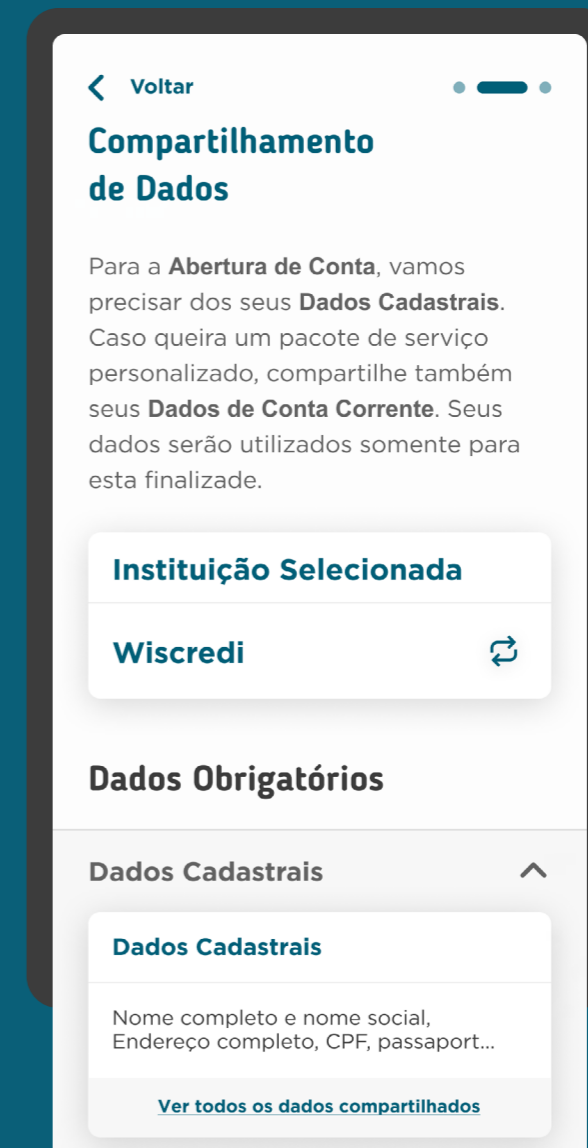 Voltar
Compartilhamento
de Dados
Para a Abertura de Conta, vamos
precisar dos seus Dados Cadastrais.
Caso queira um pacote de serviço
personalizado, compartilhe também
seus Dados de Conta Corrente. Seus
dados serão utilizados somente para
esta finalizade.
Instituição Selecionada
Wiscredi
Dados Obrigatórios
Dados Cadastrais
Dados Cadastrais
Nome completo e nome social,
Endereço completo, CPF, passaport...
Ver todos os dados compartilhados